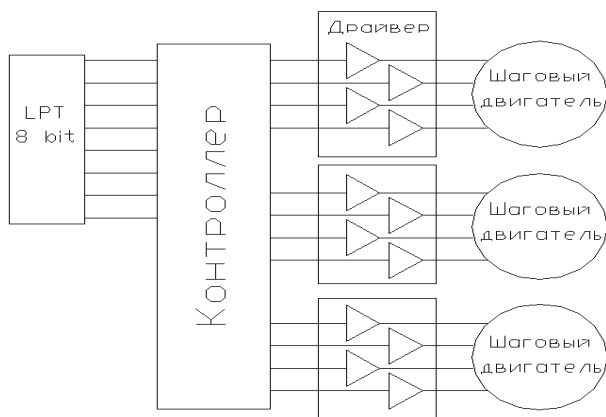 LPT
8 bit
Контроллер
Драйвер
Шаговый
двигатель
Шаговый
двигатель
Шаговый
двигатель